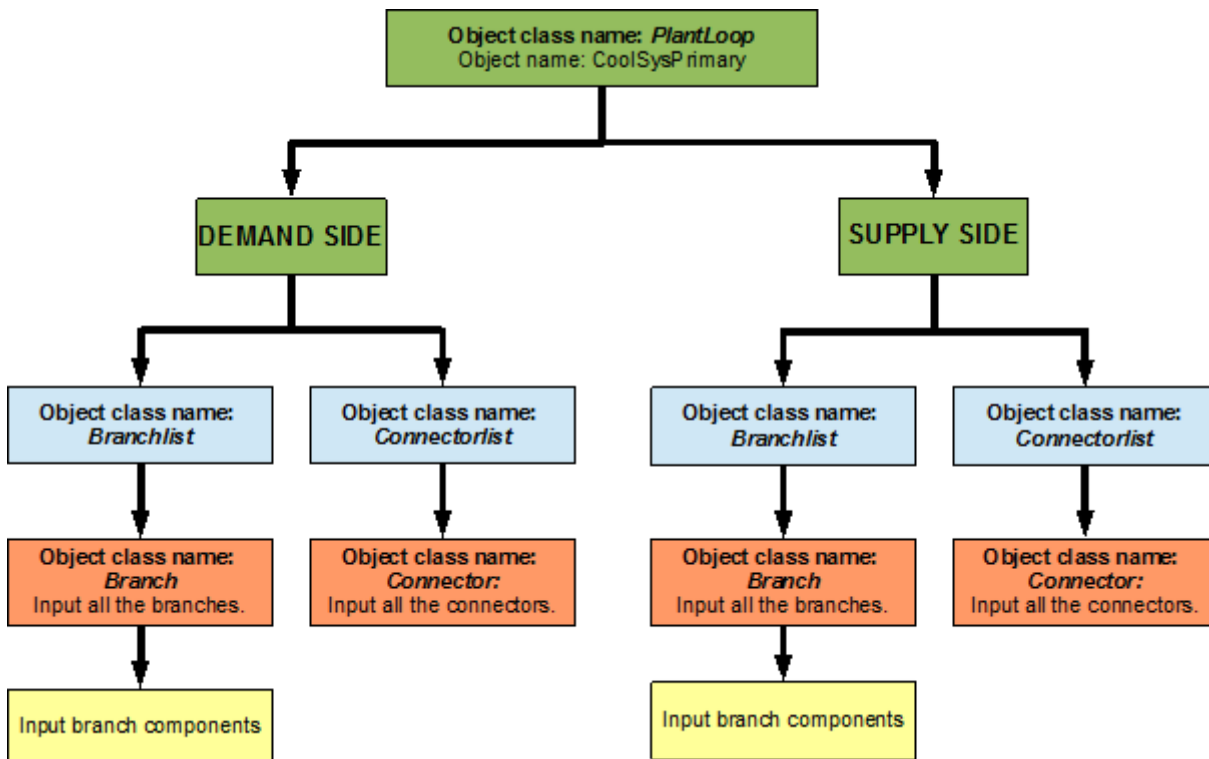 Object class name: PlantLoop
Object name: CoolSysPrimary
DEMAND SIDE
SUPPLY SIDE
Object class name:
Branchlist
Object class name:
Connectorlist
Object class name:
Branchlist
Object class name:
Connectorlist
Object class name:
Branch
Input all the branches.
Object class name:
Connector:
Input all the connectors.
Object class name:
Branch
Input all the branches.
Object class name:
Connector:
Input all the connectors.
Input branch components
Input branch components